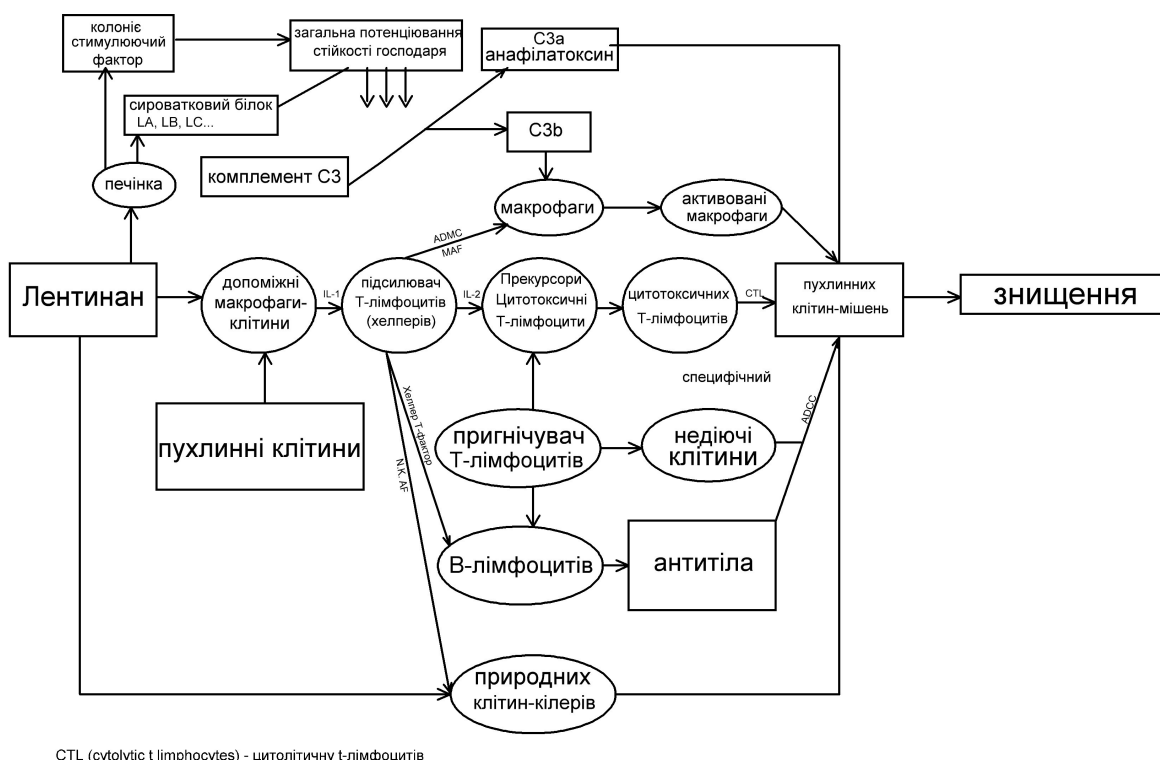 колоніє
стимулюючий
фактор
загальна потенціювання
стійкості господаря
C3a
анафілатоксин
сироватковий білок
LA, LB, LC...
C3b
комплемент C3
печінка
макрофаги
активовані
макрофаги
ADMC
MAF
Лентинан
допоміжні
макрофаги-
клітини
IL-1
підсилювач
Т-лімфоцитів
(хелперів)
IL-2
Прекурсори
Цитотоксичні
Т-лімфоцити
цитотоксичних
Т-лімфоцитів
CTL
пухлинних
клітин-мішень
знищення
специфічний
пухлинні клітини
Хелпер Т-фактор
N.K. AF
пригнічувач
Т-лімфоцитів
недіючі
клітини
ADCC
В-лімфоцитів
антитіла
природних
клітин-кілерів
CTL (cytolytic t limphocytes) - цитолітичну t-лімфоцитів